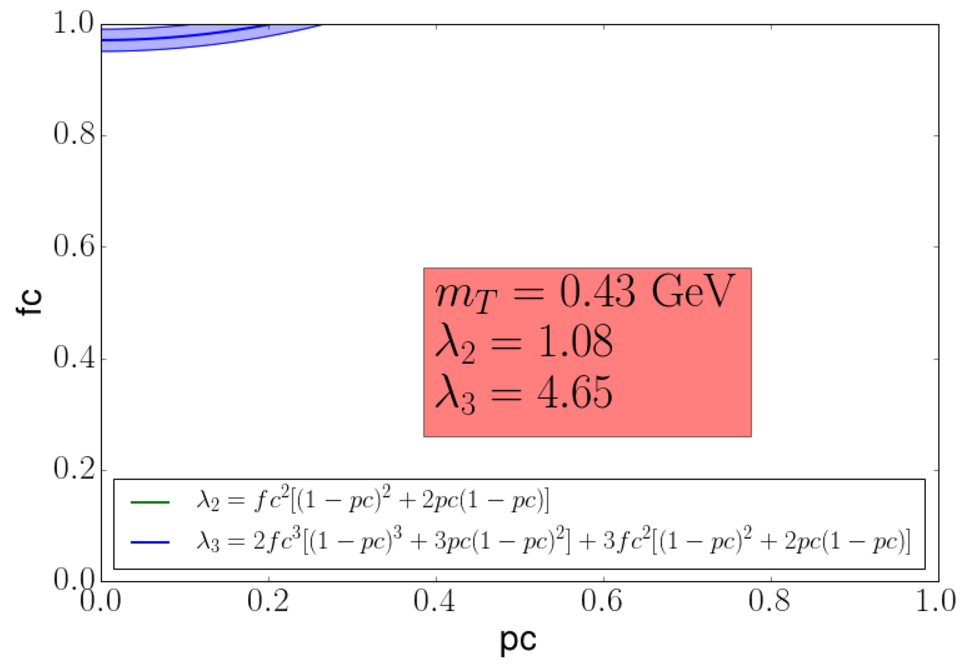 1.0
0.8
0.6
fc
m_T = 0.43 GeV
λ_2 = 1.08
0.4
λ_3 = 4.65
0.2
λ_2 = fc^2[(1 − pc)^2 + 2pc(1 − pc)]
λ_3 = 2fc^3[(1 − pc)^3 + 3pc(1 − pc)^2] + 3fc^2[(1 − pc)^2 + 2pc(1 − pc)]
0.0
0.0 0.2 0.4 0.6 0.8 1.0
pc